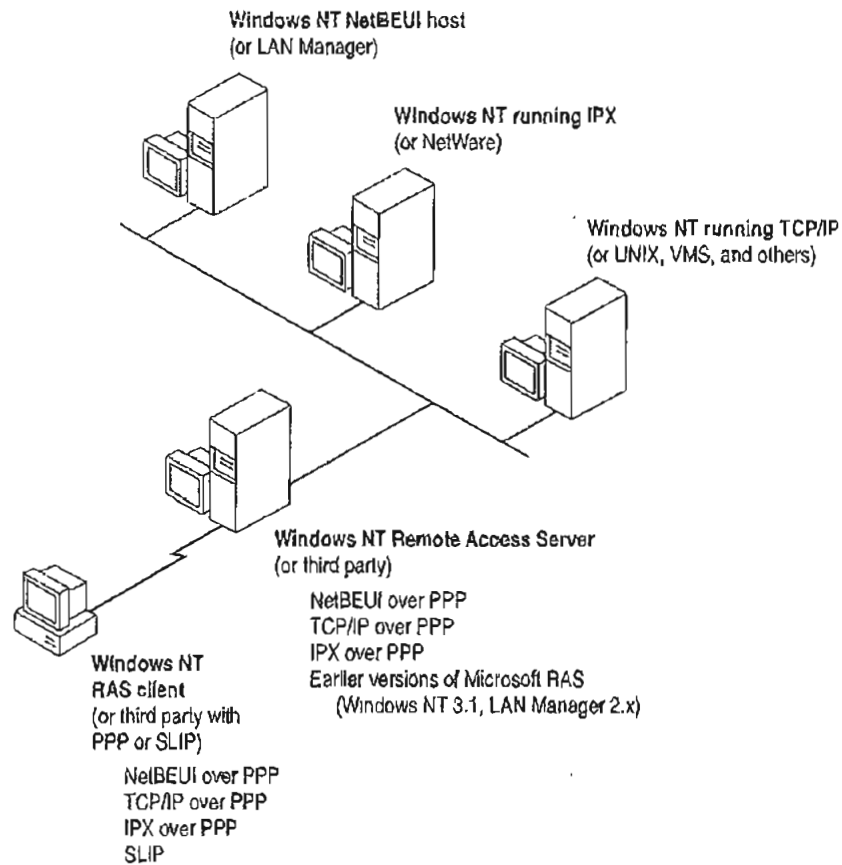 Windows NT NetBEUI host
(or LAN Manager)
Windows NT running IPX
(or NetWare)
Windows NT running TCP/IP
(or UNIX, VMS, and others)
Windows NT Remote Access Server
(or third party)
NetBEUI over PPP
TCP/IP over PPP
IPX over PPP
Earlier versions of Microsoft RAS
(Windows NT 3.1, LAN Manager 2.x)
Windows NT
RAS client
(or third party with
PPP or SLIP)
NetBEUI over PPP
TCP/IP over PPP
IPX over PPP
SLIP